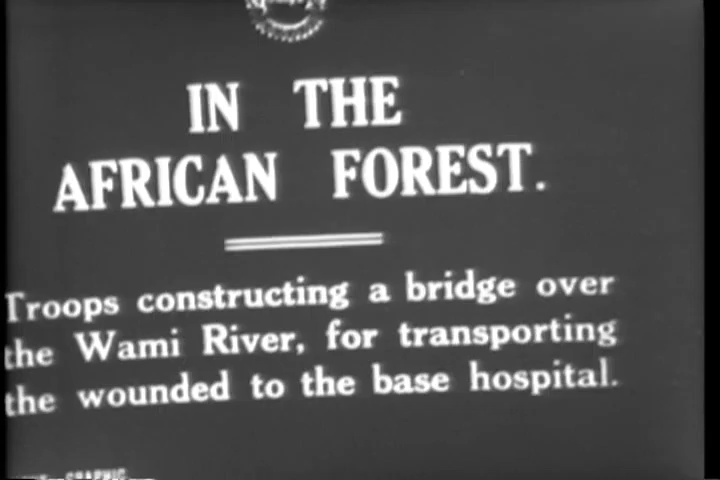 IN THE
AFRICAN FOREST.
Troops constructing a bridge over
the Wami River, for transporting
the wounded to the base hospital.
GRAPHIC